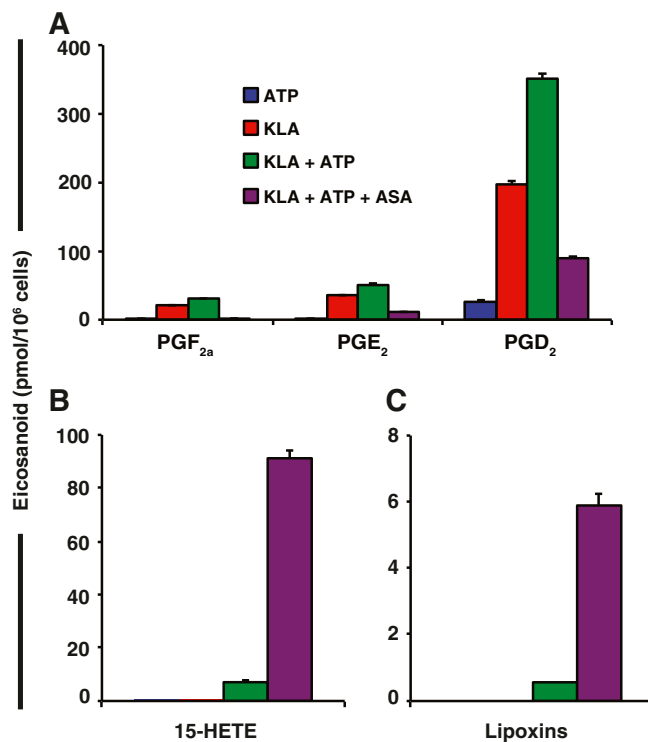 A
400
300
200
100
0
ATP
KLA
KLA + ATP
KLA + ATP + ASA
PGF2a
PGE2
PGD2
Eicosanoid (pmol/10⁶ cells)
B
100
80
60
40
20
0
15-HETE
C
8
6
4
2
0
Lipoxins